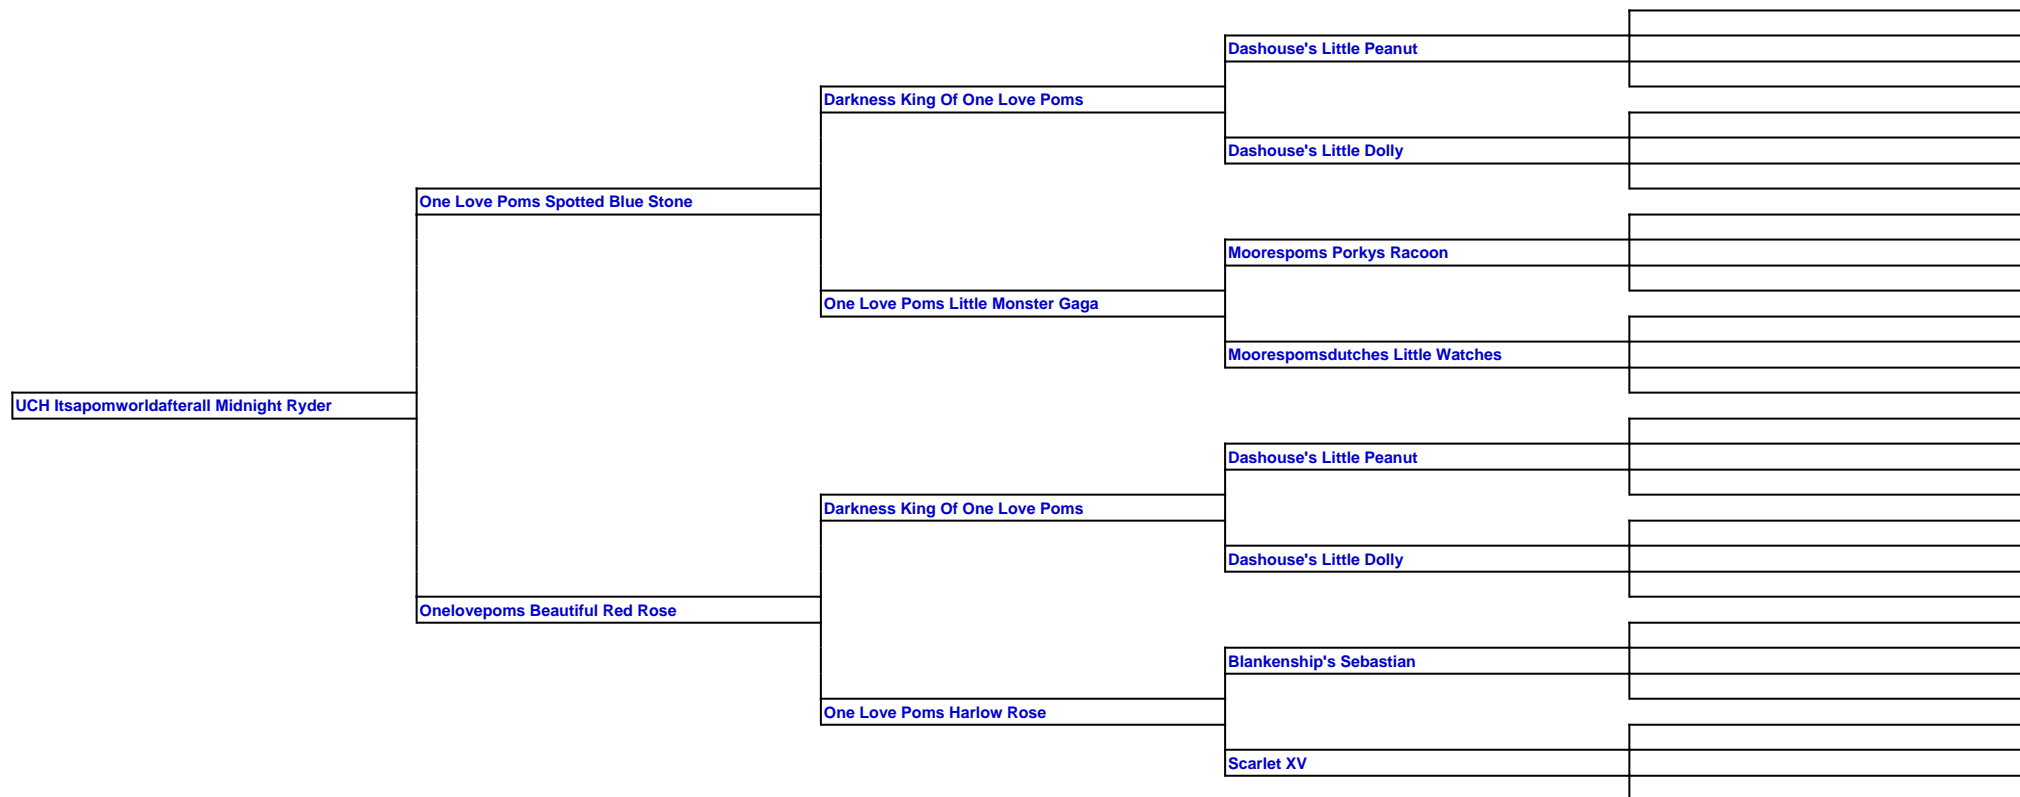 Dashouse's Little Peanut
Darkness King Of One Love Poms
Dashouse's Little Dolly
One Love Poms Spotted Blue Stone
Moorespoms Porkys Racoon
One Love Poms Little Monster Gaga
Moorespomsdutches Little Watches
UCH Itsapomworldafterall Midnight Ryder
Dashouse's Little Peanut
Darkness King Of One Love Poms
Dashouse's Little Dolly
Onelovepoms Beautiful Red Rose
Blankenship's Sebastian
One Love Poms Harlow Rose
Scarlet XV